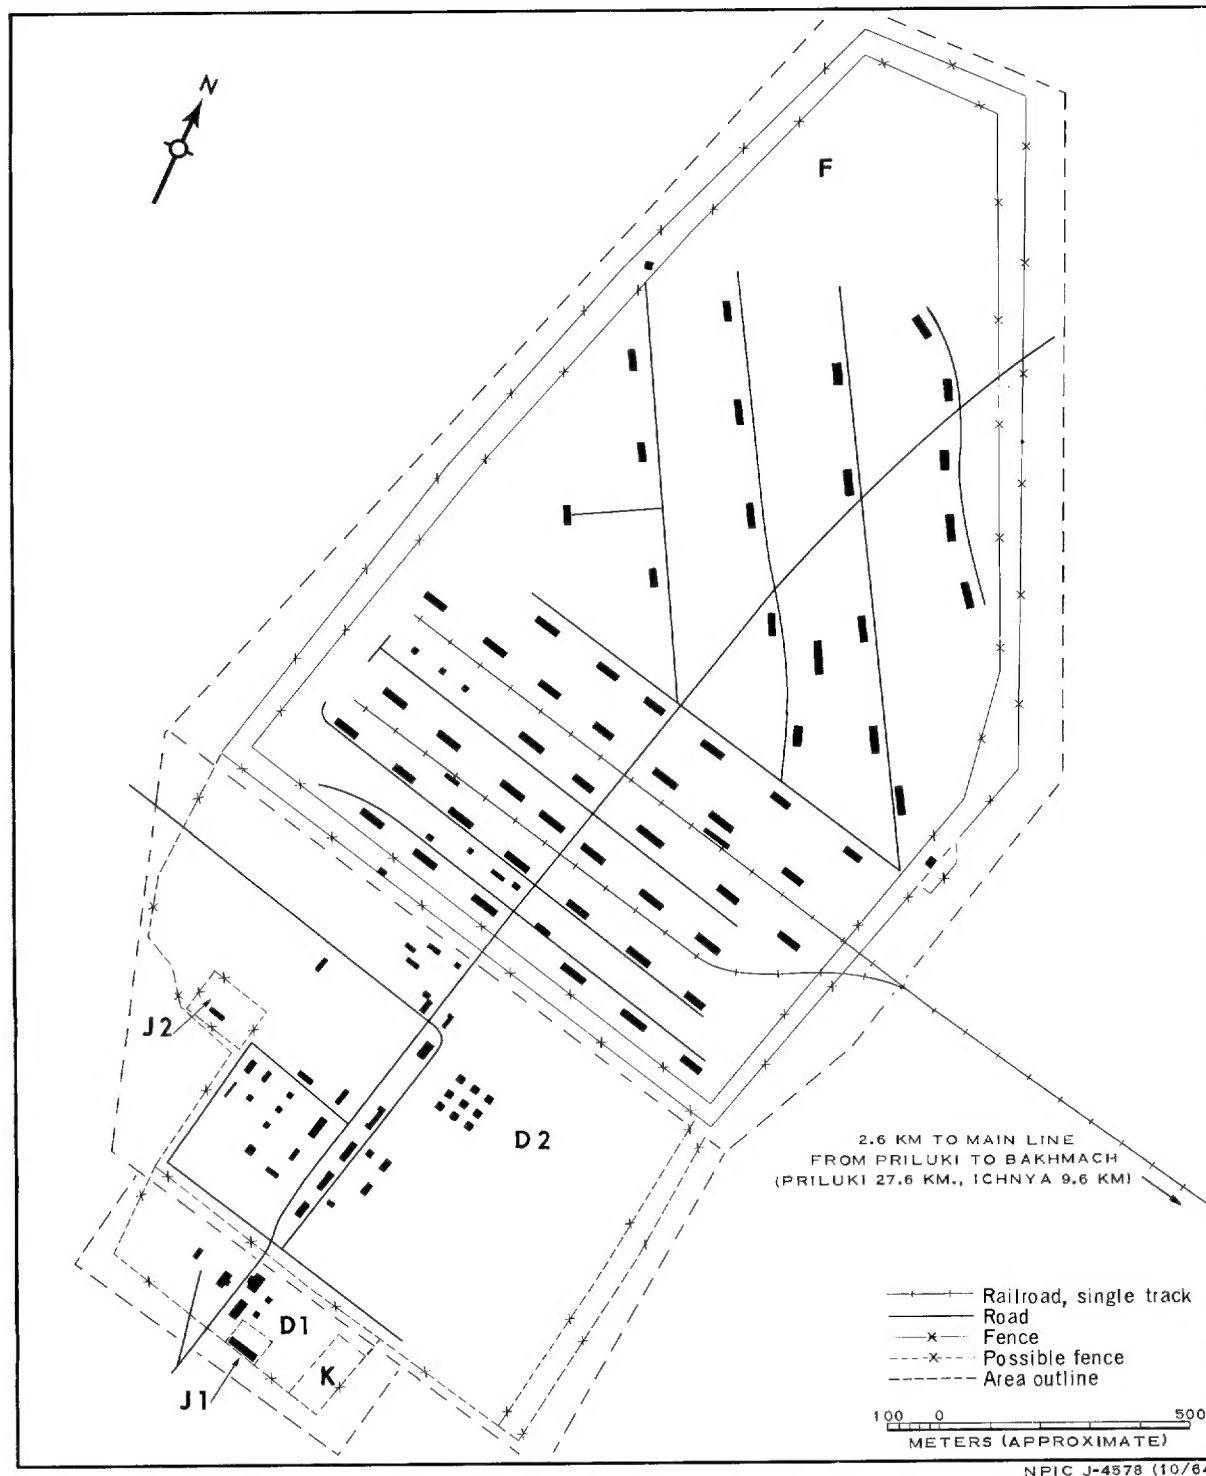 N
F
J2
D2
2.6 KM TO MAIN LINE
FROM PRILUKI TO BAKHMACH
(PRILUKI 27.6 KM., ICHNYA 9.6 KM)
D1
K
J1
Railroad, single track
Road
Fence
Possible fence
Area outline
100 0 500
METERS (APPROXIMATE)
NPIC J-4578 (10/64